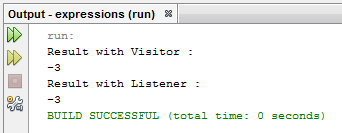 Output - expressions (run)
run:
Result with Visitor :
-3
Result with Listener :
-3
BUILD SUCCESSFUL (total time: 0 seconds)